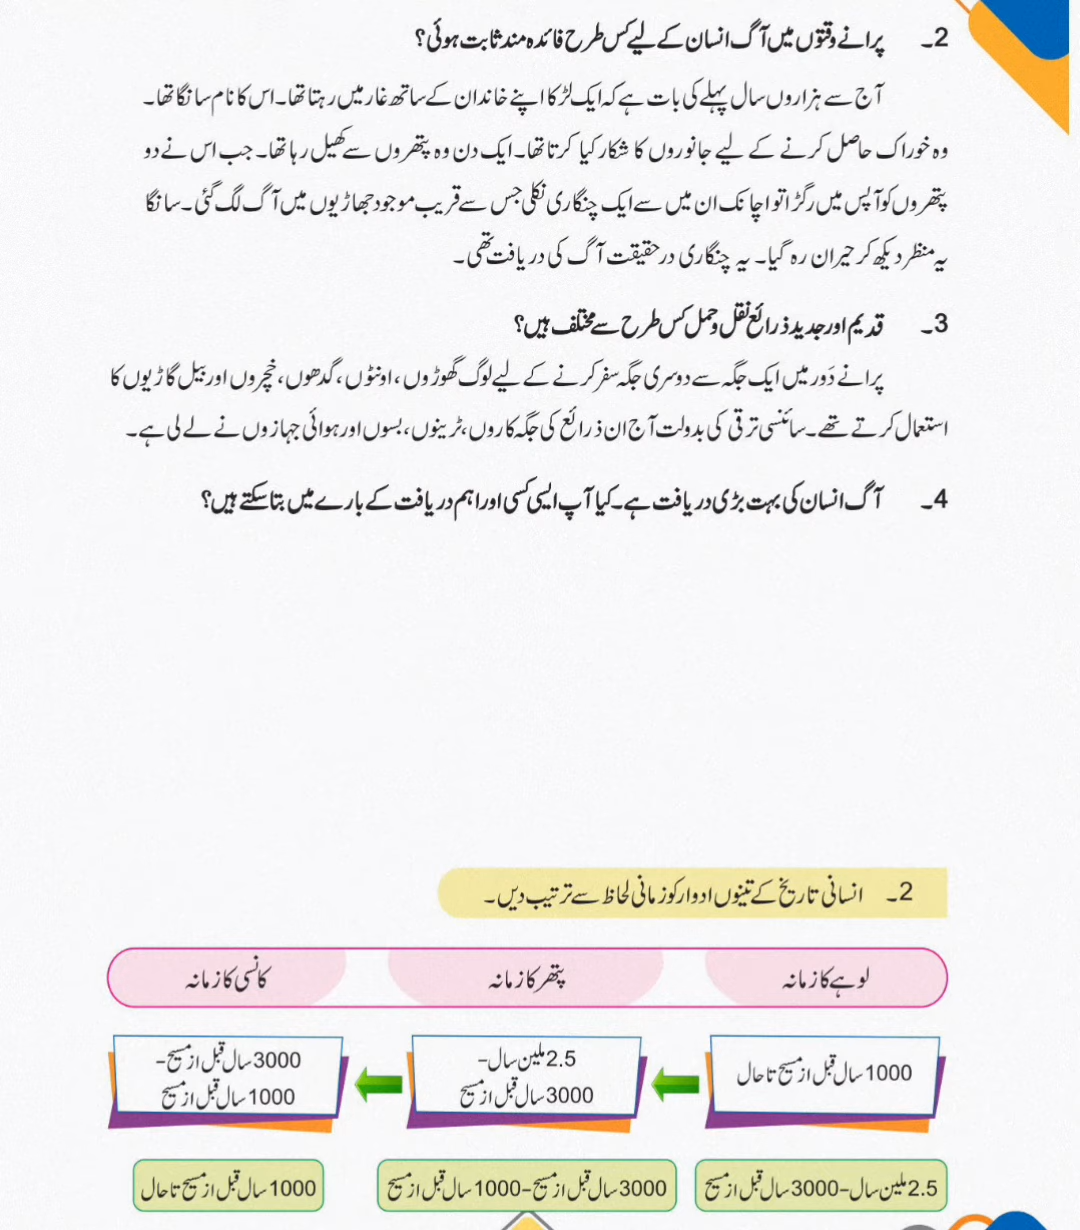 2۔ پرانے وقتوں میں آگ انسان کے لیے کس طرح فائدہ مند ثابت ہوئی؟
آج سے ہزاروں سال پہلے کی بات ہے کہ ایک لڑکا اپنے خاندان کے ساتھ غار میں رہتا تھا۔ اس کا نام سانگا تھا۔
وہ خوراک حاصل کرنے کے لیے جانوروں کا شکار کیا کرتا تھا۔ ایک دن وہ پتھروں سے کھیل رہا تھا۔ جب اس نے دو
پتھروں کو آپس میں رگڑا تو اچانک ان میں سے ایک چنگاری نکلی جس سے قریب موجود جھاڑیوں میں آگ لگ گئی۔ سانگا
یہ منظر دیکھ کر حیران رہ گیا۔ یہ چنگاری درحقیقت آگ کی دریافت تھی۔
3۔ قدیم اور جدید ذرائع نقل و حمل کس طرح سے مختلف ہیں؟
پرانے دَور میں ایک جگہ سے دوسری جگہ سفر کرنے کے لیے لوگ گھوڑوں، اونٹوں، گدھوں، خچروں اور بیل گاڑیوں کا
استعمال کرتے تھے۔ سائنسی ترقی کی بدولت آج ان ذرائع کی جگہ کاروں، ٹرینوں، بسوں اور ہوائی جہازوں نے لے لی ہے۔
4۔ آگ انسان کی بہت بڑی دریافت ہے۔ کیا آپ ایسی کسی اور اہم دریافت کے بارے میں بتا سکتے ہیں؟
2۔ انسانی تاریخ کے تینوں ادوار کو زمانی لحاظ سے ترتیب دیں۔
لوہے کا زمانہ پتھر کا زمانہ کانسی کا زمانہ
1000 سال قبل از مسیح تا حال
2.5 ملین سال-
3000 سال قبل از مسیح
3000 سال قبل از مسیح-
1000 سال قبل از مسیح
2.5 ملین سال-3000 سال قبل از مسیح
3000 سال قبل از مسیح-1000 سال قبل از مسیح
1000 سال قبل از مسیح تا حال